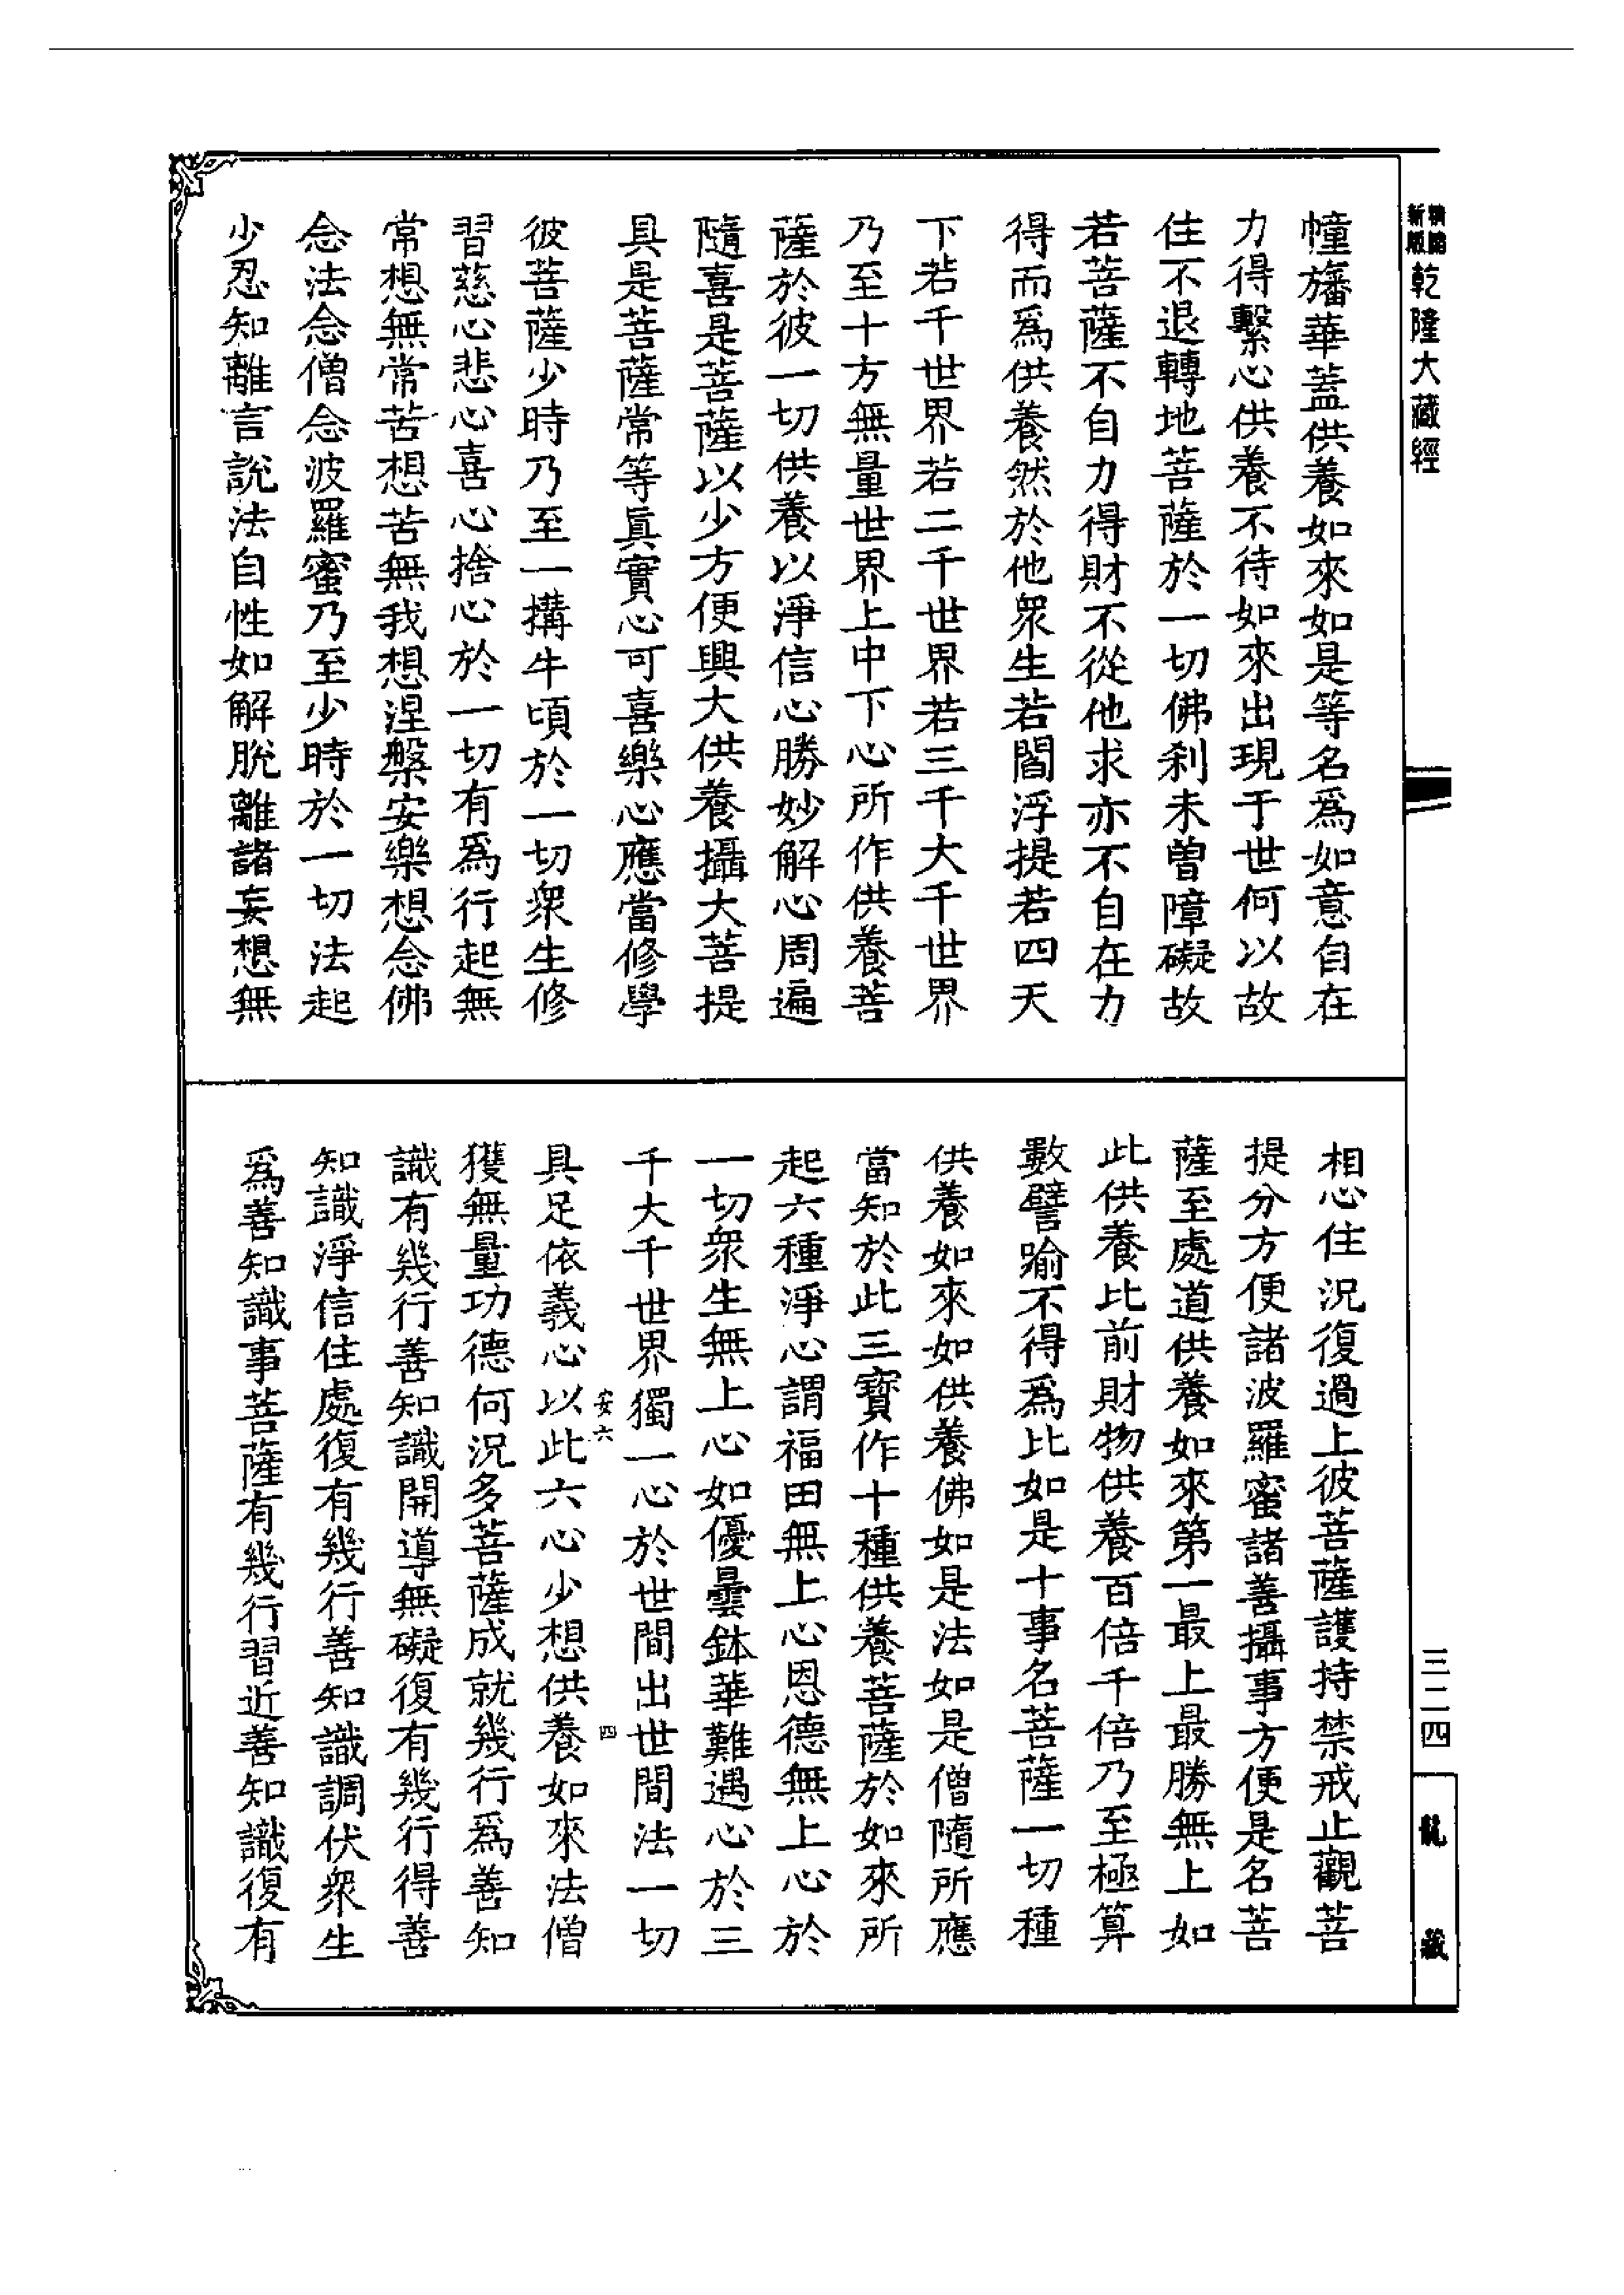 新版
乾隆大藏經
幢旛華蓋供養如來如是等名爲如意自在
力得繫心供養不待如來出現于世何以故
住不退轉地菩薩於一切佛刹未曾障礙故
若菩薩不自力得財不從他求亦不自在力
得而爲供養然於他衆生若閻浮提若四天
下若千世界若二千世界若三千大千世界
乃至十方無量世界上中下心所作供養菩
薩於彼一切供養以淨信心勝妙解心周遍
隨喜是菩薩以少方便興大供養攝大菩提
具是菩薩常等眞實心可喜樂心應當修學
彼菩薩少時乃至一搆牛頃於一切衆生修
習慈心悲心喜心捨心於一切有爲行起無
常想無常苦想苦無我想涅槃安樂想念佛
念法念僧念波羅蜜乃至少時於一切法起
少忍知離言說法自性如解脫離諸妄想無
相心住況復過上彼菩薩護持禁戒止觀菩
提分方便諸波羅蜜諸善攝事方便是名菩
薩至處道供養如來第一最上最勝無上如
此供養比前財物供養百倍千倍乃至極算
數譬喻不得爲比如是十事名菩薩一切種
供養如來如供養佛如是法如是僧隨所應
當知於此三寶作十種供養菩薩於如來所
起六種淨心謂福田無上心恩德無上心於
一切衆生無上心如優曇鉢華難遇心於三
千大千世界獨一心於世間出世間法一切
具足依義心以此六心少想供養如來法僧
安六
四
獲無量功德何況多菩薩成就幾行爲善知
識有幾行善知識開導無礙復有幾行得善
知識淨信住處復有幾行善知識調伏衆生
爲善知識事菩薩有幾行習近善知識復有
三二四
龍藏